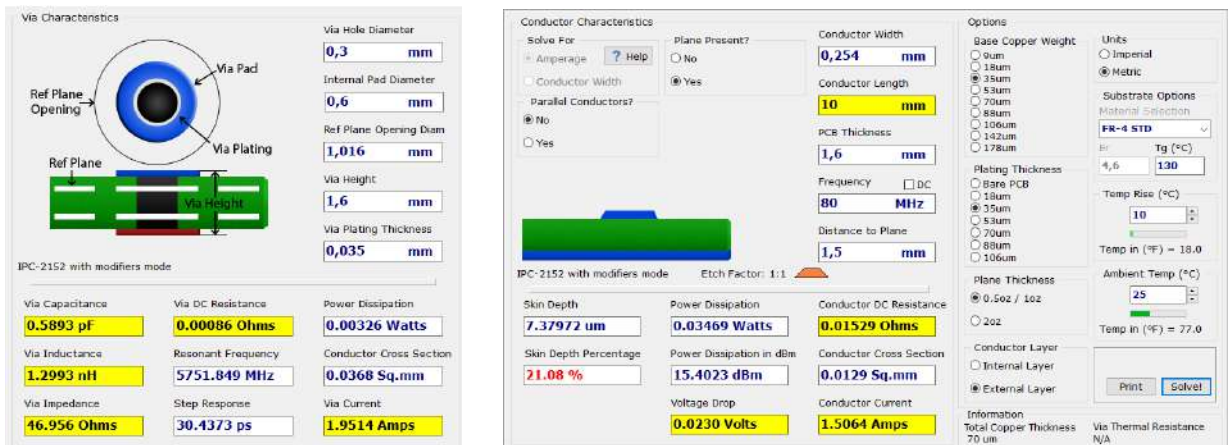 Via Characteristics
Via Hole Diameter
0,3 mm
Internal Pad Diameter
0,6 mm
Ref Plane Opening Diam
1,016 mm
Via Height
1,6 mm
Via Plating Thickness
0,035 mm
Via Pad
Ref Plane
Opening
Via Plating
Ref Plane
Via Height
IPC-2152 with modifiers mode
Via Capacitance
Via DC Resistance
Power Dissipation
0.5893 pF
0.00086 Ohms
0.00326 Watts
Via Inductance
Resonant Frequency
Conductor Cross Section
1.2993 nH
5751.849 MHz
0.0368 Sq.mm
Via Impedance
Step Response
Via Current
46.956 Ohms
30.4373 ps
1.9514 Amps
Conductor Characteristics
Solve For
Amperage
? Help
Conductor Width
Plane Present?
No
Yes
Parallel Conductors?
No
Yes
Conductor Width
0,254 mm
Conductor Length
10 mm
PCB Thickness
1,6 mm
Frequency DC
80 MHz
Distance to Plane
1,5 mm
IPC-2152 with modifiers mode Etch Factor: 1:1
Skin Depth
Power Dissipation
Conductor DC Resistance
7.37972 um
0.03469 Watts
0.01529 Ohms
Skin Depth Percentage
Power Dissipation in dBm
Conductor Cross Section
21.08 %
15.4023 dBm
0.0129 Sq.mm
Voltage Drop
Conductor Current
0.0230 Volts
1.5064 Amps
Options
Base Copper Weight
9um
18um
35um
53um
70um
88um
106um
142um
178um
Plating Thickness
Bare PCB
18um
35um
53um
70um
88um
106um
Plane Thickness
0.5oz / 1oz
2oz
Conductor Layer
Internal Layer
External Layer
Information
Total Copper Thickness
70 um
Units
Imperial
Metric
Substrate Options
Material Selection
FR-4 STD
Er Tg (°C)
4,6 130
Temp Rise (°C)
10
Temp in (°F) = 18.0
Ambient Temp (°C)
25
Temp in (°F) = 77.0
Print Solve!
Via Thermal Resistance
N/A